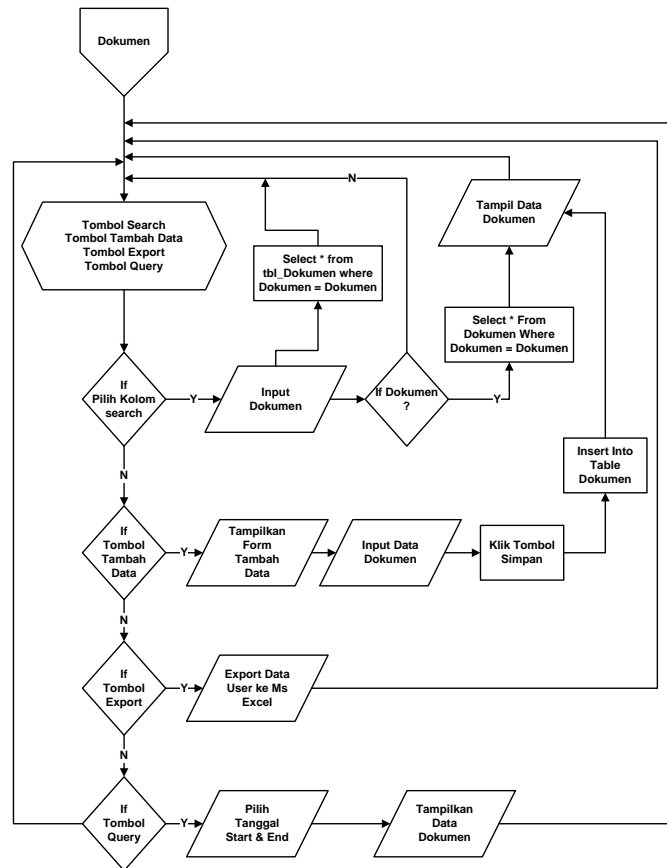 Dokumen
N
Tombol Search
Tombol Tambah Data
Tombol Export
Tombol Query
Select * from
tbl_Dokumen where
Dokumen = Dokumen
Tampil Data
Dokumen
Select * From
Dokumen Where
Dokumen = Dokumen
If
Pilih Kolom
search
Y
Input
Dokumen
If Dokumen
?
Y
Insert Into
Table
Dokumen
N
If
Tombol
Tambah
Data
Y
Tampilkan
Form
Tambah
Data
Input Data
Dokumen
Klik Tombol
Simpan
N
If
Tombol
Export
Y
Export Data
User ke Ms
Excel
N
If
Tombol
Query
Y
Pilih
Tanggal
Start & End
Tampilkan
Data
Dokumen